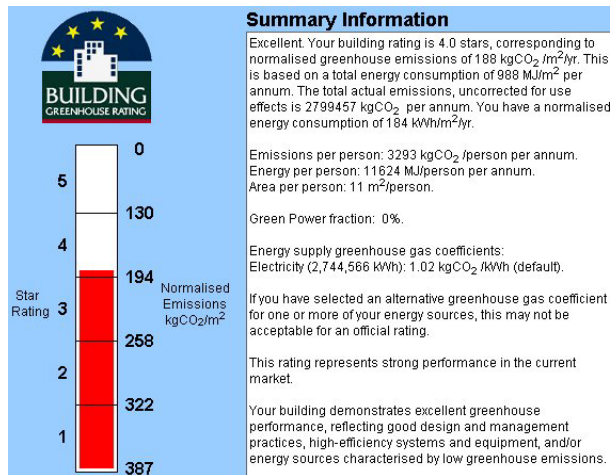 BUILDING
GREENHOUSE RATING
0
5
130
4
194
Star
Rating
3
Normalised
Emissions
kgCO₂/m²
258
2
322
1
387
Summary Information
Excellent. Your building rating is 4.0 stars, corresponding to
normalised greenhouse emissions of 188 kgCO₂ /m²/yr. This
is based on a total energy consumption of 988 MJ/m² per
annum. The total actual emissions, uncorrected for use
effects is 2799457 kgCO₂ per annum. You have a normalised
energy consumption of 184 kWh/m²/yr.
Emissions per person: 3293 kgCO₂ /person per annum.
Energy per person: 11624 MJ/person per annum.
Area per person: 11 m²/person.
Green Power fraction: 0%.
Energy supply greenhouse gas coefficients:
Electricity (2,744,566 kWh): 1.02 kgCO₂ /kWh (default).
If you have selected an alternative greenhouse gas coefficient
for one or more of your energy sources, this may not be
acceptable for an official rating.
This rating represents strong performance in the current
market.
Your building demonstrates excellent greenhouse
performance, reflecting good design and management
practices, high-efficiency systems and equipment, and/or
energy sources characterised by low greenhouse emissions.